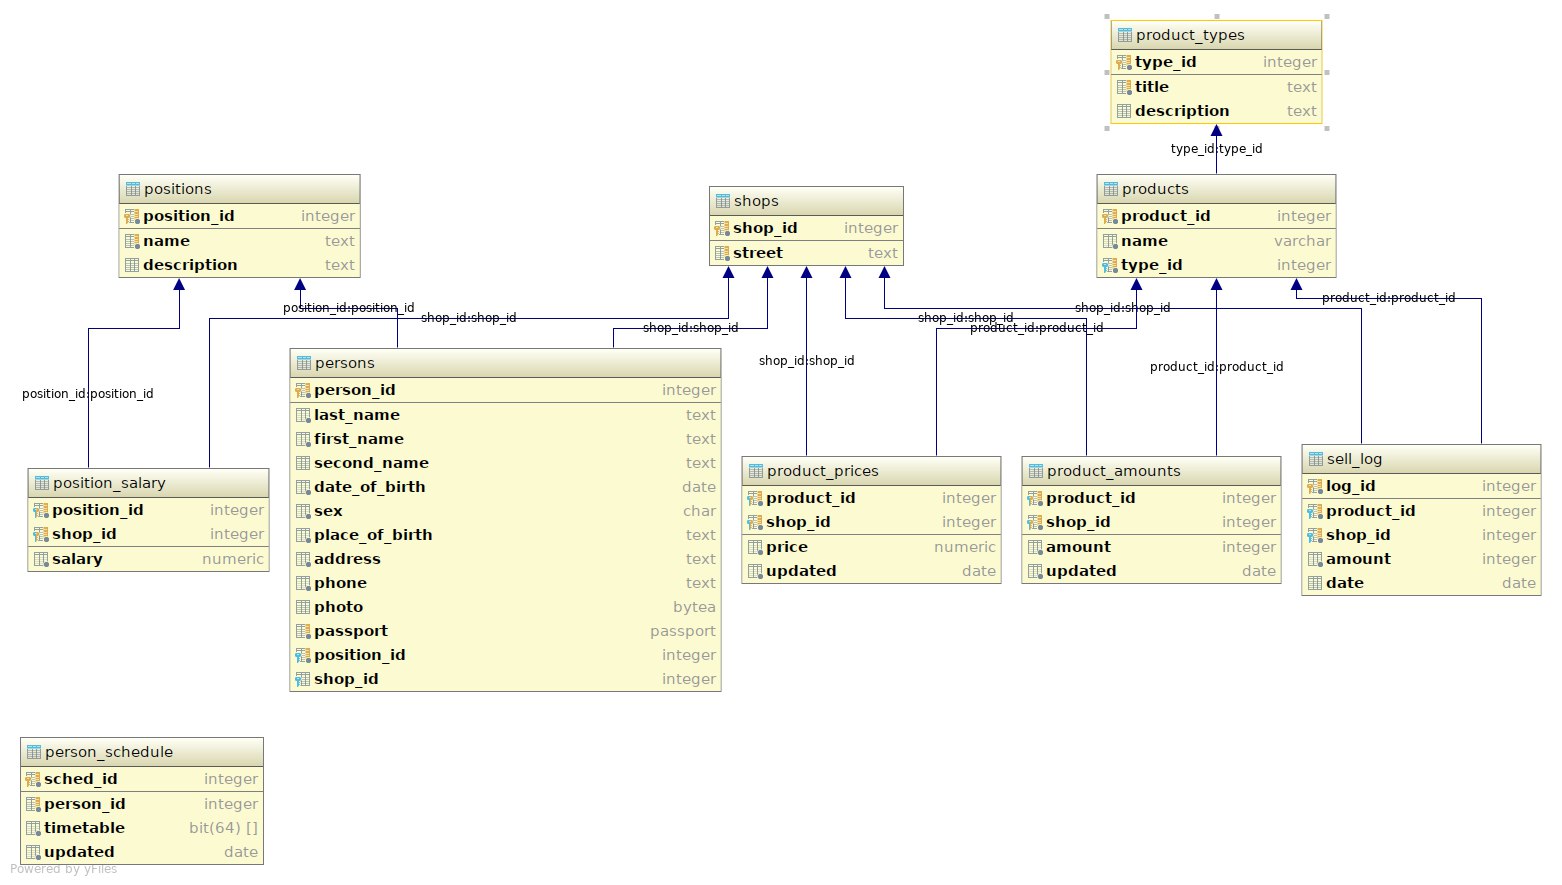 product_types
type_id integer
title text
description text
type_id:type_id
positions
position_id integer
name text
description text
shops
shop_id integer
street text
products
product_id integer
name varchar
type_id integer
position_id:position_id
shop_id:shop_id
shop_id:shop_id
shop_id:shop_id
product_id:product_id
shop_id:shop_id
product_id:product_id
shop_id:shop_id
product_id:product_id
position_id:position_id
persons
person_id integer
last_name text
first_name text
second_name text
date_of_birth date
sex char
place_of_birth text
address text
phone text
photo bytea
passport passport
position_id integer
shop_id integer
position_salary
position_id integer
shop_id integer
salary numeric
product_prices
product_id integer
shop_id integer
price numeric
updated date
product_amounts
product_id integer
shop_id integer
amount integer
updated date
sell_log
log_id integer
product_id integer
shop_id integer
amount integer
date date
person_schedule
sched_id integer
person_id integer
timetable bit(64) []
updated date
Powered by yFiles